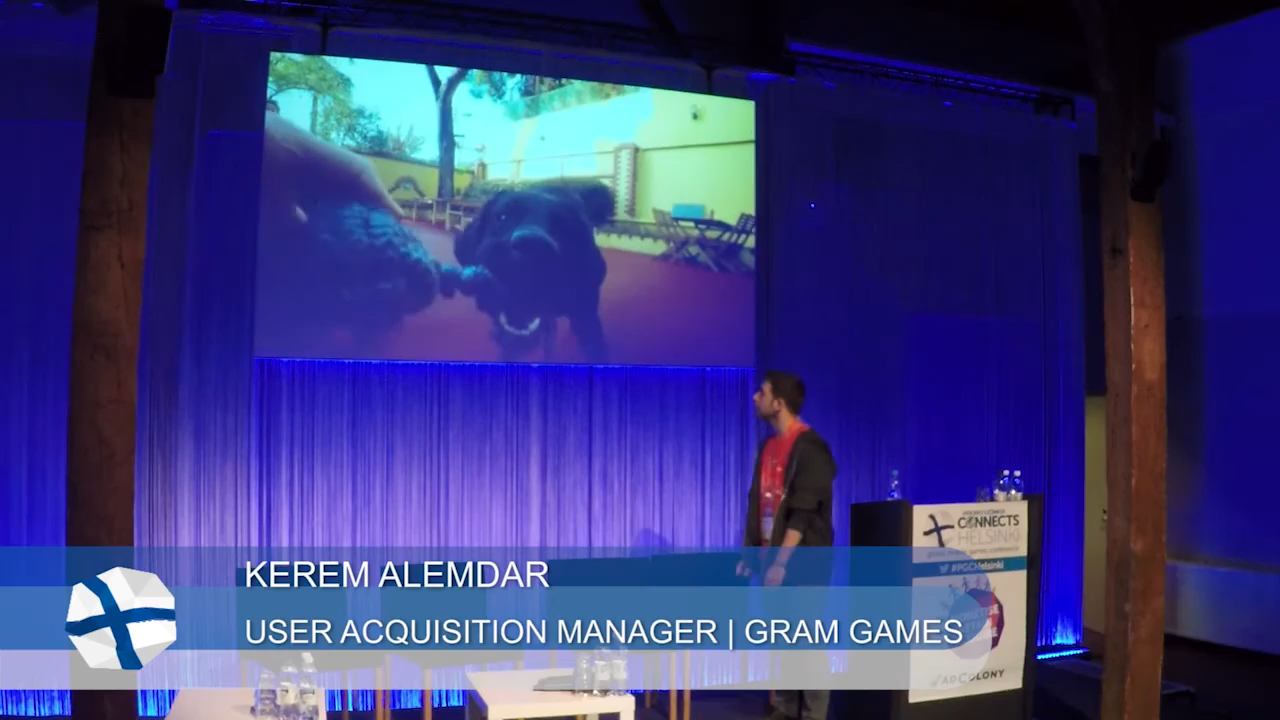 CONNECTS
HELSINKI
#PGCHelsinki
KEREM ALEMDAR
USER ACQUISITION MANAGER | GRAM GAMES
ADCOLONY